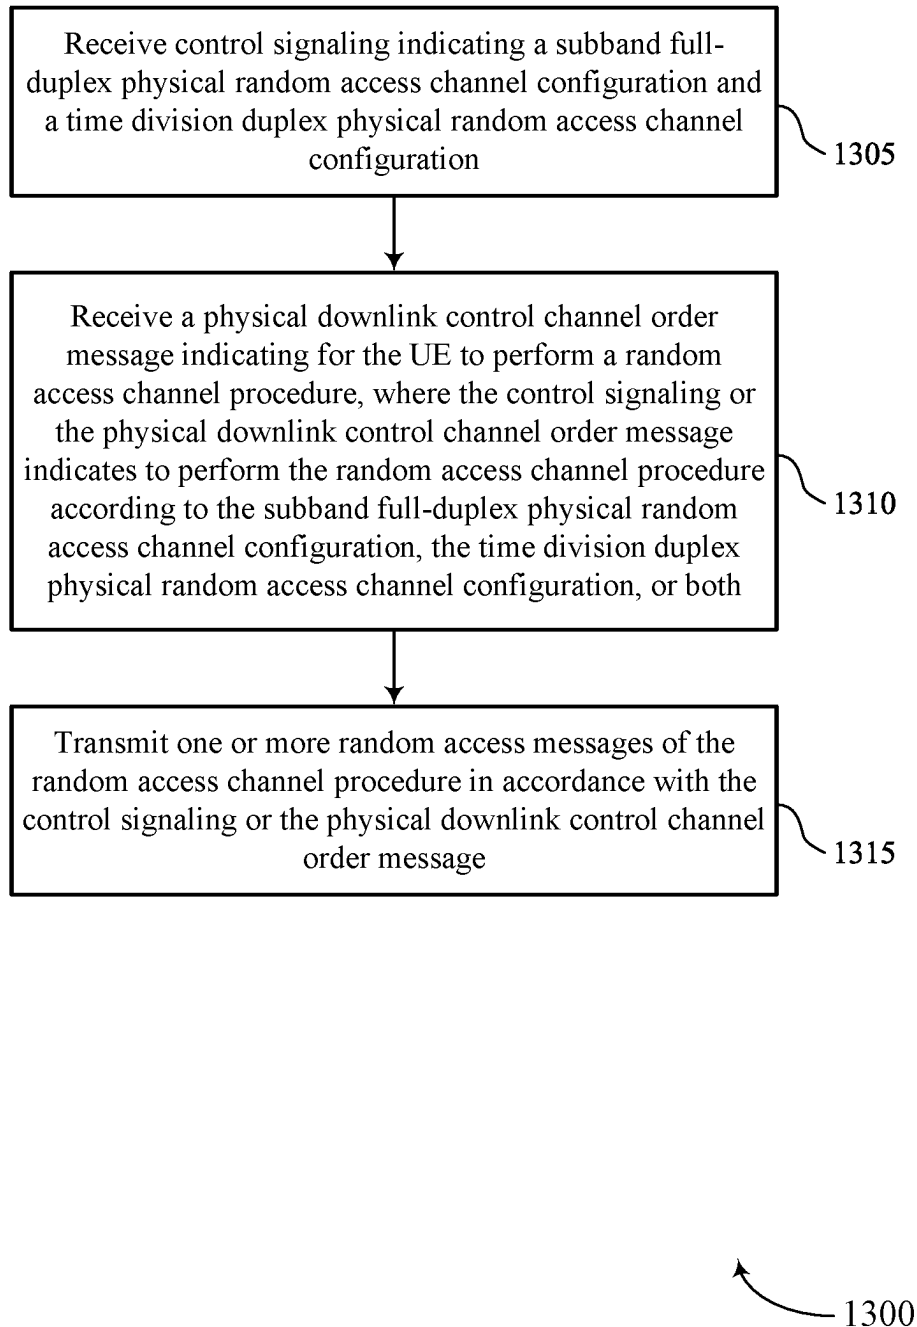 Receive control signaling indicating a subband full-
duplex physical random access channel configuration and
a time division duplex physical random access channel
configuration
1305
Receive a physical downlink control channel order
message indicating for the UE to perform a random
access channel procedure, where the control signaling or
the physical downlink control channel order message
indicates to perform the random access channel procedure
according to the subband full-duplex physical random
access channel configuration, the time division duplex
physical random access channel configuration, or both
1310
Transmit one or more random access messages of the
random access channel procedure in accordance with the
control signaling or the physical downlink control channel
order message
1315
1300